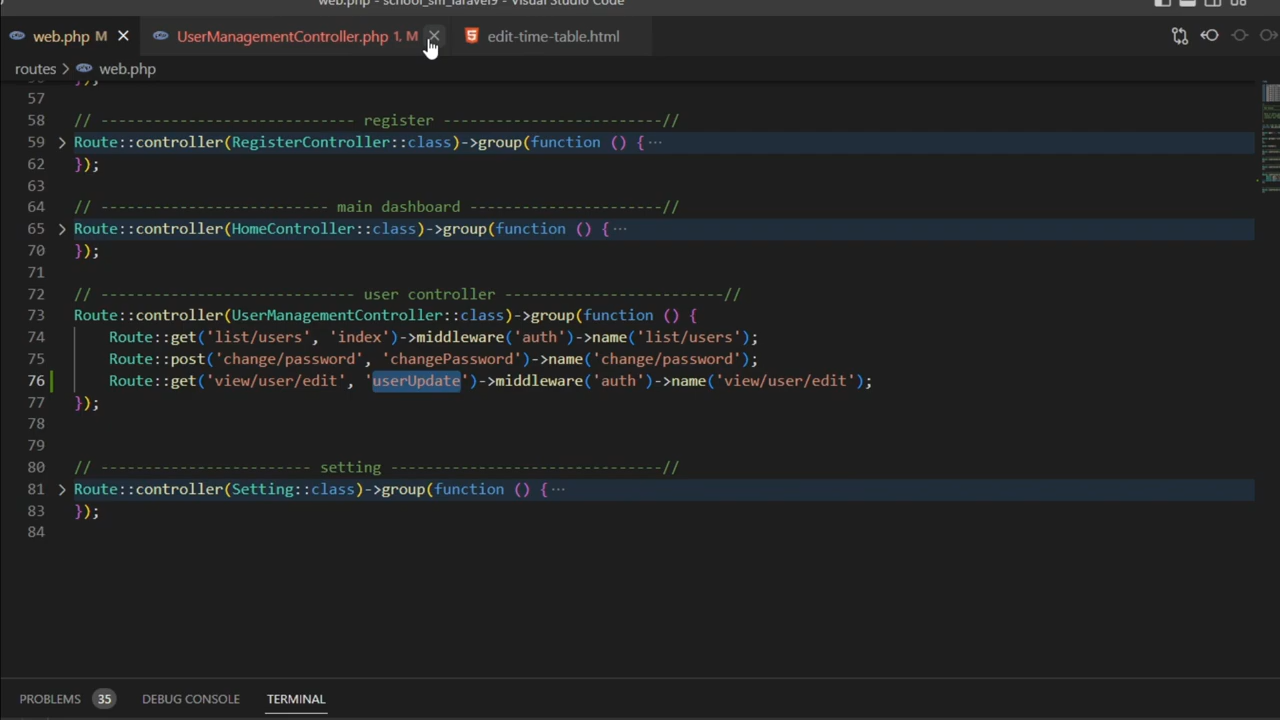 web.php - school_sm_laravel9 - Visual Studio Code
web.php M
UserManagementController.php 1, M
edit-time-table.html
routes > web.php
56 });
57
58 // ----------------------------- register -------------------------//
59 Route::controller(RegisterController::class)->group(function () {···
62 });
63
64 // -------------------------- main dashboard ----------------------//
65 Route::controller(HomeController::class)->group(function () {···
70 });
71
72 // ----------------------------- user controller -------------------------//
73 Route::controller(UserManagementController::class)->group(function () {
74 Route::get('list/users', 'index')->middleware('auth')->name('list/users');
75 Route::post('change/password', 'changePassword')->name('change/password');
76 Route::get('view/user/edit', 'userUpdate')->middleware('auth')->name('view/user/edit');
77 });
78
79
80 // ------------------------ setting -------------------------------//
81 Route::controller(Setting::class)->group(function () {···
83 });
84
PROBLEMS 35 DEBUG CONSOLE TERMINAL